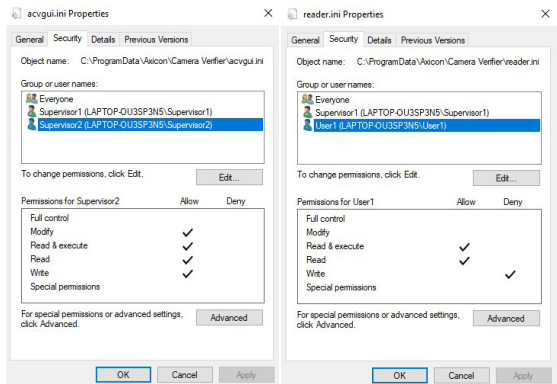 acvgui.ini Properties
General Security Details Previous Versions
Object name: C:\ProgramData\Axicon\Camera Verfier\acvgui.ini
Group or user names:
Everyone
Supervisor1 (LAPTOP-OU3SP3N5\Supervisor1)
Supervisor2 (LAPTOP-OU3SP3N5\Supervisor2)
To change permissions, click Edit.
Edit...
Permissions for Supervisor2 Allow Deny
Full control
Modify
Read & execute
Read
Write
Special permissions
For special permissions or advanced settings,
click Advanced.
Advanced
OK Cancel Apply
reader.ini Properties
General Security Details Previous Versions
Object name: C:\ProgramData\Axicon\Camera Verfier\reader.ini
Group or user names:
Everyone
Supervisor1 (LAPTOP-OU3SP3N5\Supervisor1)
User1 (LAPTOP-OU3SP3N5\User1)
To change permissions, click Edit.
Edit...
Permissions for User1 Allow Deny
Full control
Modify
Read & execute
Read
Write
Special permissions
For special permissions or advanced settings,
click Advanced.
Advanced
OK Cancel Apply